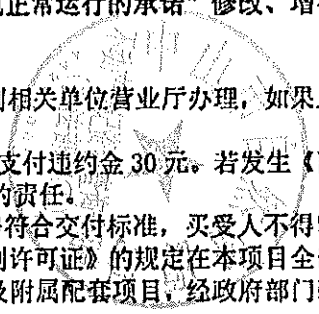 正常运行的承诺”修改、增
相关单位营业厅办理，如果
支付违约金 30 元。若发生《
的责任。
符合交付标准，买受人不得
许可证》的规定在本项目全
及附属配套项目，经政府部门